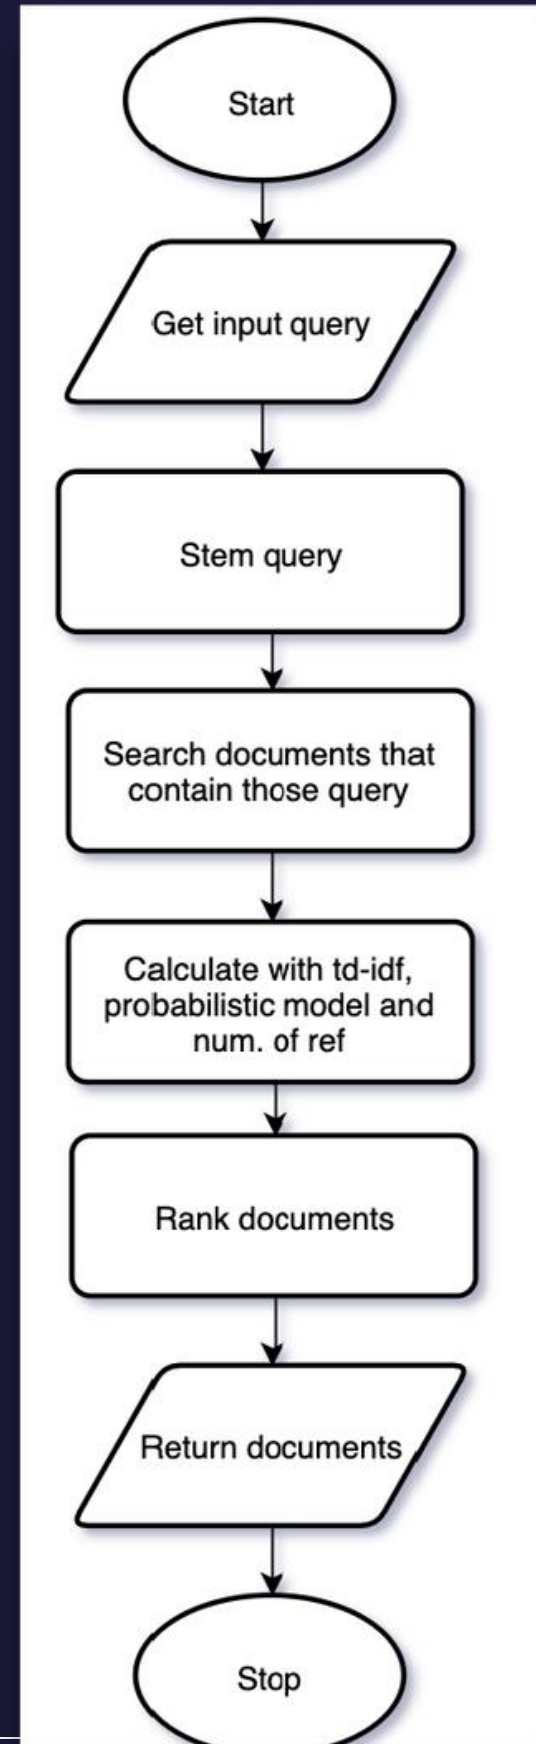 Start
Get input query
Stem query
Search documents that
contain those query
Calculate with td-idf,
probabilistic model and
num. of ref
Rank documents
Return documents
Stop